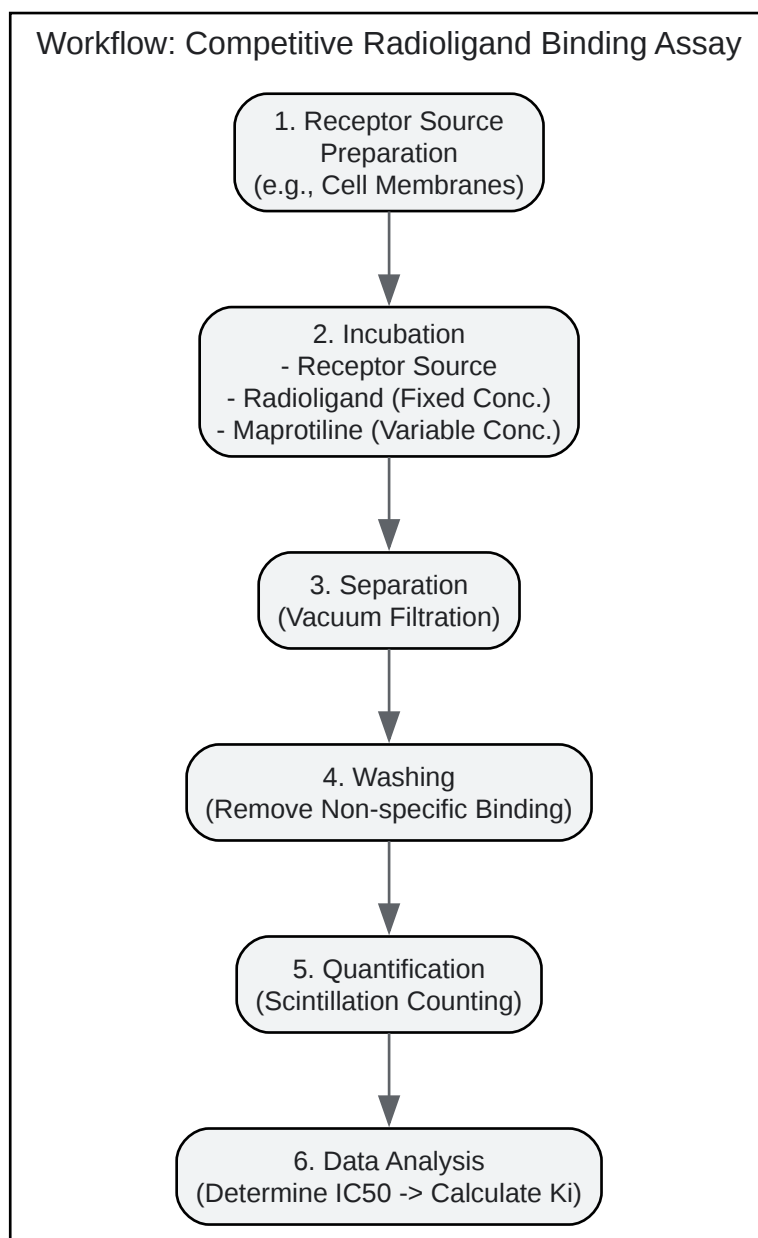 Workflow: Competitive Radioligand Binding Assay
1. Receptor Source
Preparation
(e.g., Cell Membranes)
2. Incubation
- Receptor Source
- Radioligand (Fixed Conc.)
- Maprotiline (Variable Conc.)
3. Separation
(Vacuum Filtration)
4. Washing
(Remove Non-specific Binding)
5. Quantification
(Scintillation Counting)
6. Data Analysis
(Determine IC50 -> Calculate Ki)